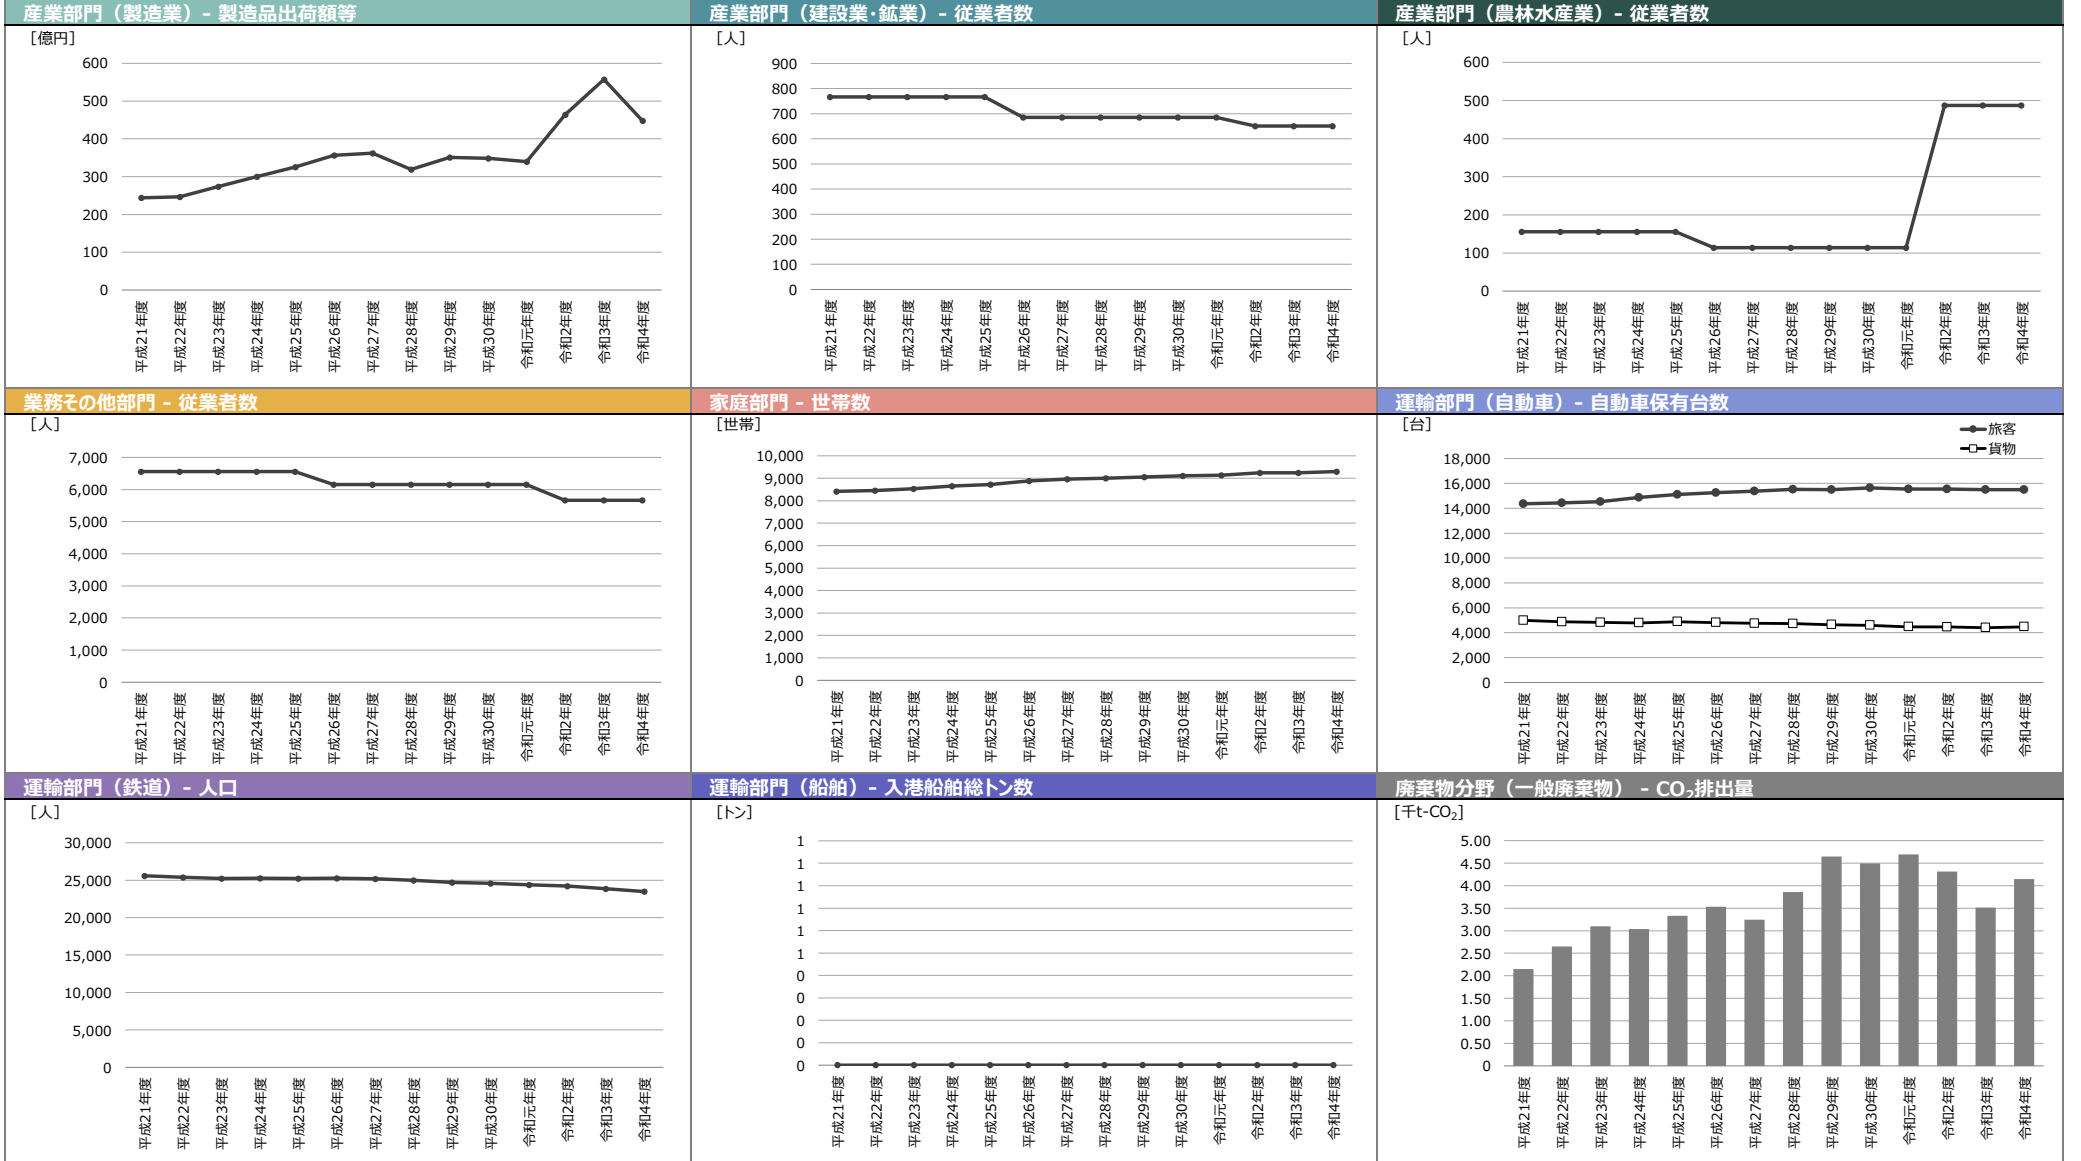 産業部門（製造業）- 製造品出荷額等
[億円]
600
500
400
300
200
100
0
平成21年度 平成22年度 平成23年度 平成24年度 平成25年度 平成26年度 平成27年度 平成28年度 平成29年度 平成30年度 令和元年度 令和2年度 令和3年度 令和4年度
産業部門（建設業･鉱業）- 従業者数
[人]
900
800
700
600
500
400
300
200
100
0
平成21年度 平成22年度 平成23年度 平成24年度 平成25年度 平成26年度 平成27年度 平成28年度 平成29年度 平成30年度 令和元年度 令和2年度 令和3年度 令和4年度
産業部門（農林水産業）- 従業者数
[人]
600
500
400
300
200
100
0
平成21年度 平成22年度 平成23年度 平成24年度 平成25年度 平成26年度 平成27年度 平成28年度 平成29年度 平成30年度 令和元年度 令和2年度 令和3年度 令和4年度
業務その他部門 - 従業者数
[人]
7,000
6,000
5,000
4,000
3,000
2,000
1,000
0
平成21年度 平成22年度 平成23年度 平成24年度 平成25年度 平成26年度 平成27年度 平成28年度 平成29年度 平成30年度 令和元年度 令和2年度 令和3年度 令和4年度
家庭部門 - 世帯数
[世帯]
10,000
9,000
8,000
7,000
6,000
5,000
4,000
3,000
2,000
1,000
0
平成21年度 平成22年度 平成23年度 平成24年度 平成25年度 平成26年度 平成27年度 平成28年度 平成29年度 平成30年度 令和元年度 令和2年度 令和3年度 令和4年度
運輸部門（自動車）- 自動車保有台数
[台]
旅客
貨物
18,000
16,000
14,000
12,000
10,000
8,000
6,000
4,000
2,000
0
平成21年度 平成22年度 平成23年度 平成24年度 平成25年度 平成26年度 平成27年度 平成28年度 平成29年度 平成30年度 令和元年度 令和2年度 令和3年度 令和4年度
運輸部門（鉄道）- 人口
[人]
30,000
25,000
20,000
15,000
10,000
5,000
0
平成21年度 平成22年度 平成23年度 平成24年度 平成25年度 平成26年度 平成27年度 平成28年度 平成29年度 平成30年度 令和元年度 令和2年度 令和3年度 令和4年度
運輸部門（船舶）- 入港船舶総トン数
[トン]
1
1
1
1
1
1
0
0
0
0
0
平成21年度 平成22年度 平成23年度 平成24年度 平成25年度 平成26年度 平成27年度 平成28年度 平成29年度 平成30年度 令和元年度 令和2年度 令和3年度 令和4年度
廃棄物分野（一般廃棄物） - CO₂排出量
[千t-CO₂]
5.00
4.50
4.00
3.50
3.00
2.50
2.00
1.50
1.00
0.50
0
平成21年度 平成22年度 平成23年度 平成24年度 平成25年度 平成26年度 平成27年度 平成28年度 平成29年度 平成30年度 令和元年度 令和2年度 令和3年度 令和4年度